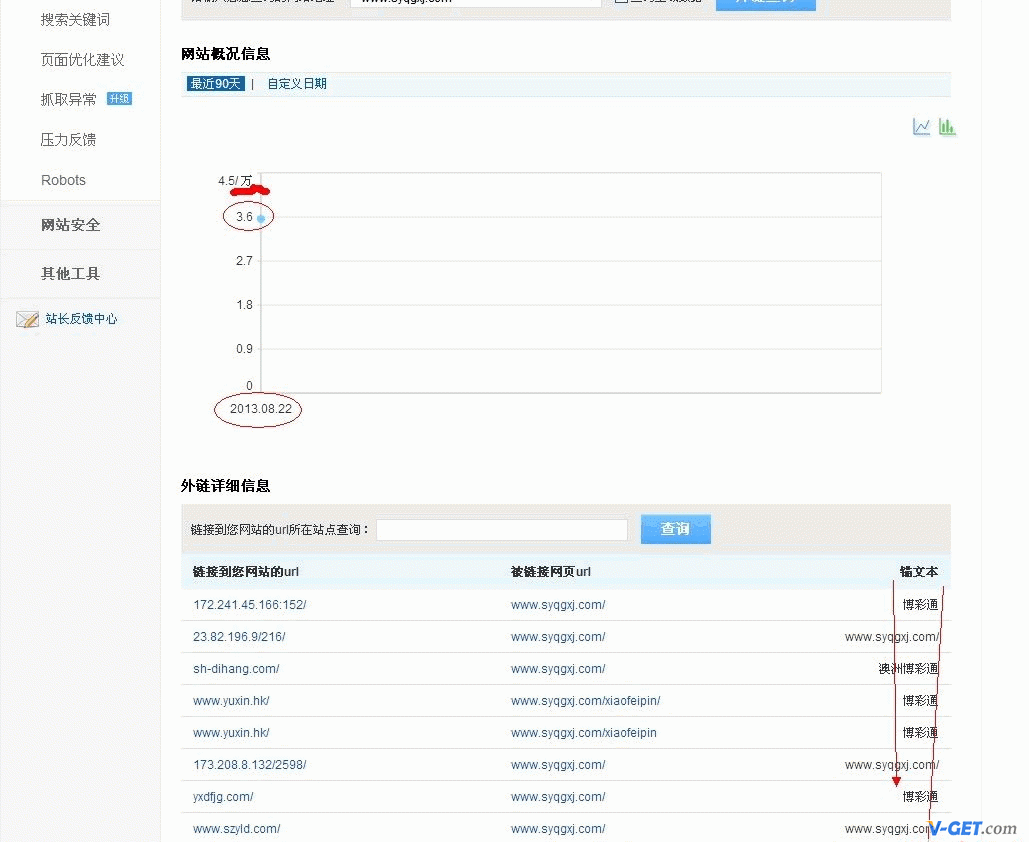 搜索关键词
页面优化建议
抓取异常 升级
压力反馈
Robots
网站安全
其他工具
站长反馈中心
www.syqgxj.com
网站概况信息
最近90天 | 自定义日期
4.5/万
3.6
2.7
1.8
0.9
0
2013.08.22
外链详细信息
链接到您网站的url所在站点查询： 查询
链接到您网站的url 被链接网页url 锚文本
172.241.45.166:152/ www.syqgxj.com/ 博彩通
23.82.196.9/216/ www.syqgxj.com/ www.syqgxj.com/
sh-dihang.com/ www.syqgxj.com/ 澳洲博彩通
www.yuxin.hk/ www.syqgxj.com/xiaofeipin/ 博彩通
www.yuxin.hk/ www.syqgxj.com/xiaofeipin 博彩通
173.208.8.132/2598/ www.syqgxj.com/ www.syqgxj.com/
yxdfjg.com/ www.syqgxj.com/ 博彩通
www.szyld.com/ www.syqgxj.com/ www.syqgxj.com
V-GET.com